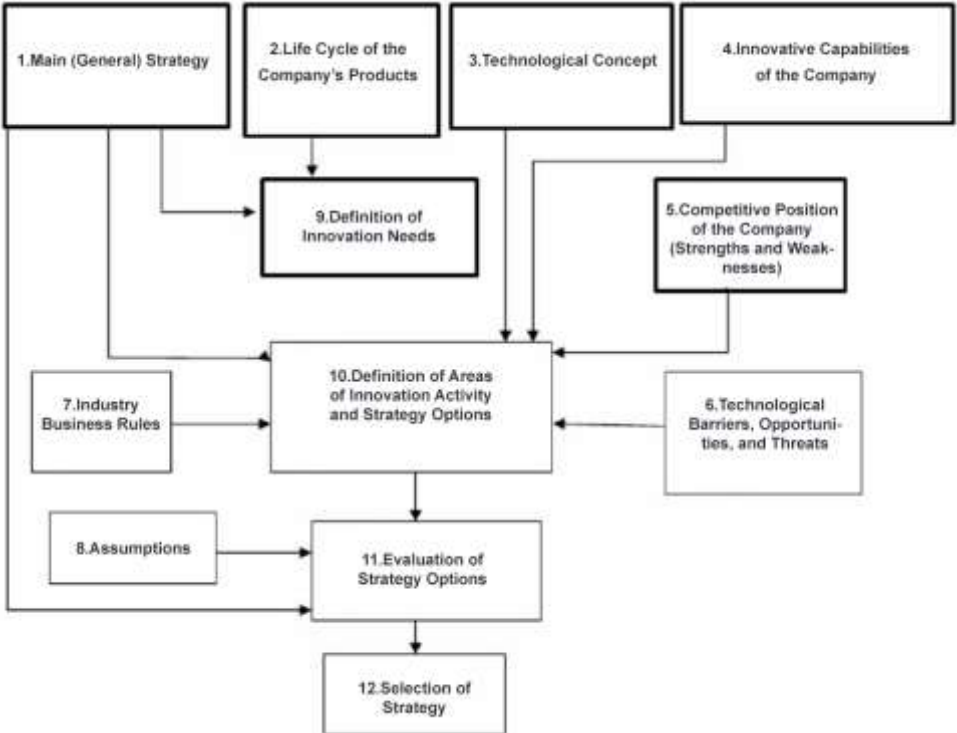 1.Main (General) Strategy
2.Life Cycle of the
Company's Products
3.Technological Concept
4.Innovative Capabilities
of the Company
9.Definition of
Innovation Needs
5.Competitive Position
of the Company
(Strengths and Weak-
nesses)
10.Definition of Areas
of Innovation Activity
and Strategy Options
7.Industry
Business Rules
6.Technological
Barriers, Opportuni-
ties, and Threats
8.Assumptions
11.Evaluation of
Strategy Options
12.Selection of
Strategy